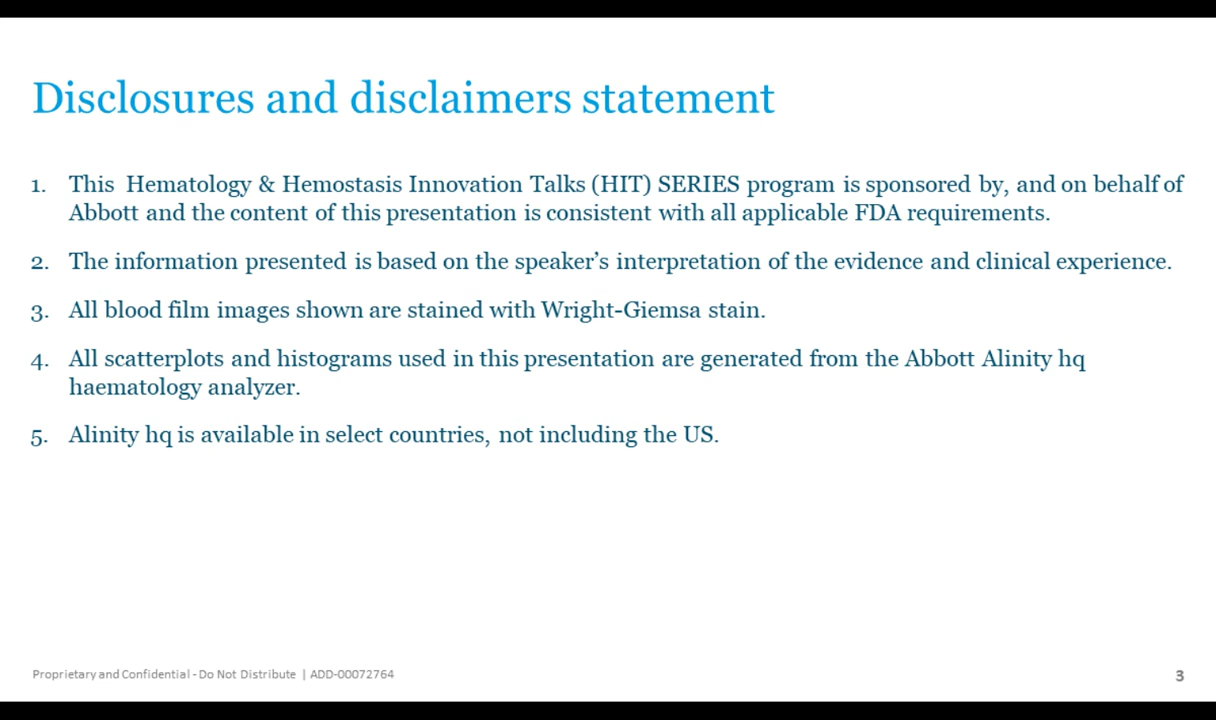 Disclosures and disclaimers statement
1. This Hematology & Hemostasis Innovation Talks (HIT) SERIES program is sponsored by, and on behalf of
Abbott and the content of this presentation is consistent with all applicable FDA requirements.
2. The information presented is based on the speaker’s interpretation of the evidence and clinical experience.
3. All blood film images shown are stained with Wright-Giemsa stain.
4. All scatterplots and histograms used in this presentation are generated from the Abbott Alinity hq
haematology analyzer.
5. Alinity hq is available in select countries, not including the US.
Proprietary and Confidential - Do Not Distribute | ADD-00072764
3